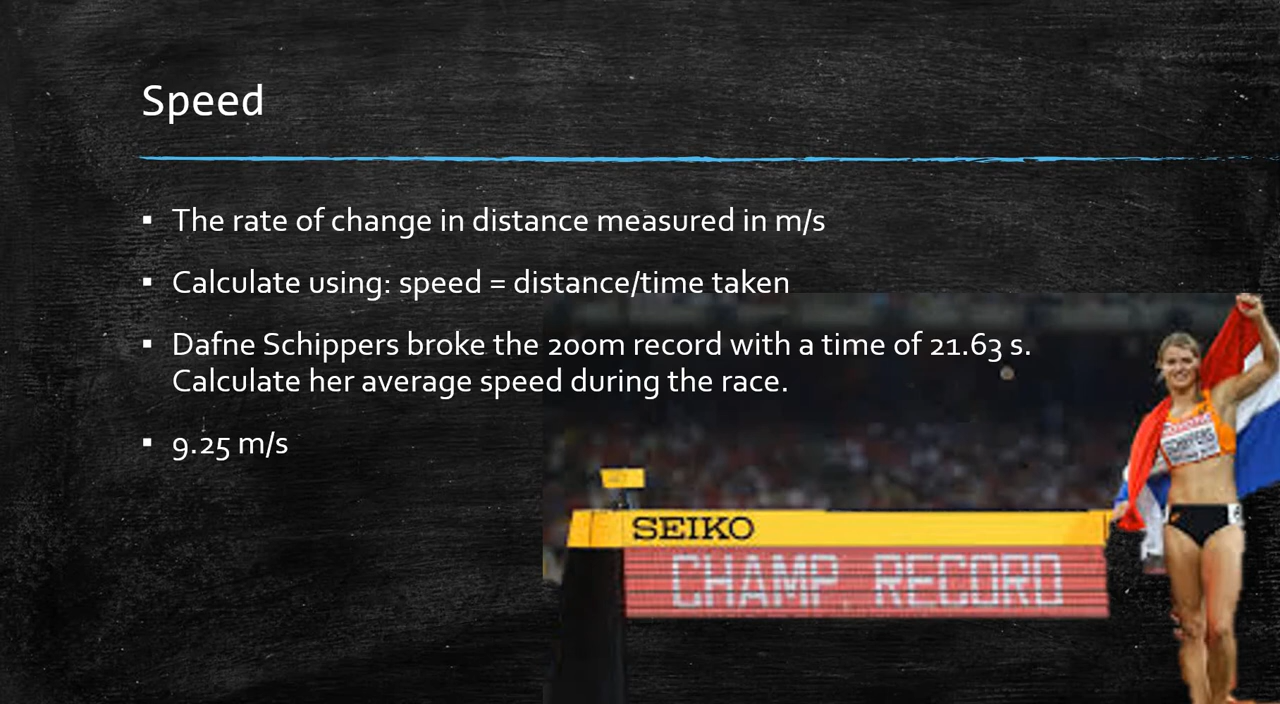 Speed
▪ The rate of change in distance measured in m/s
▪ Calculate using: speed = distance/time taken
▪ Dafne Schippers broke the 200m record with a time of 21.63 s.
Calculate her average speed during the race.
▪ 9.25 m/s
SEIKO
CHAMP RECORD
SCHIPPERS